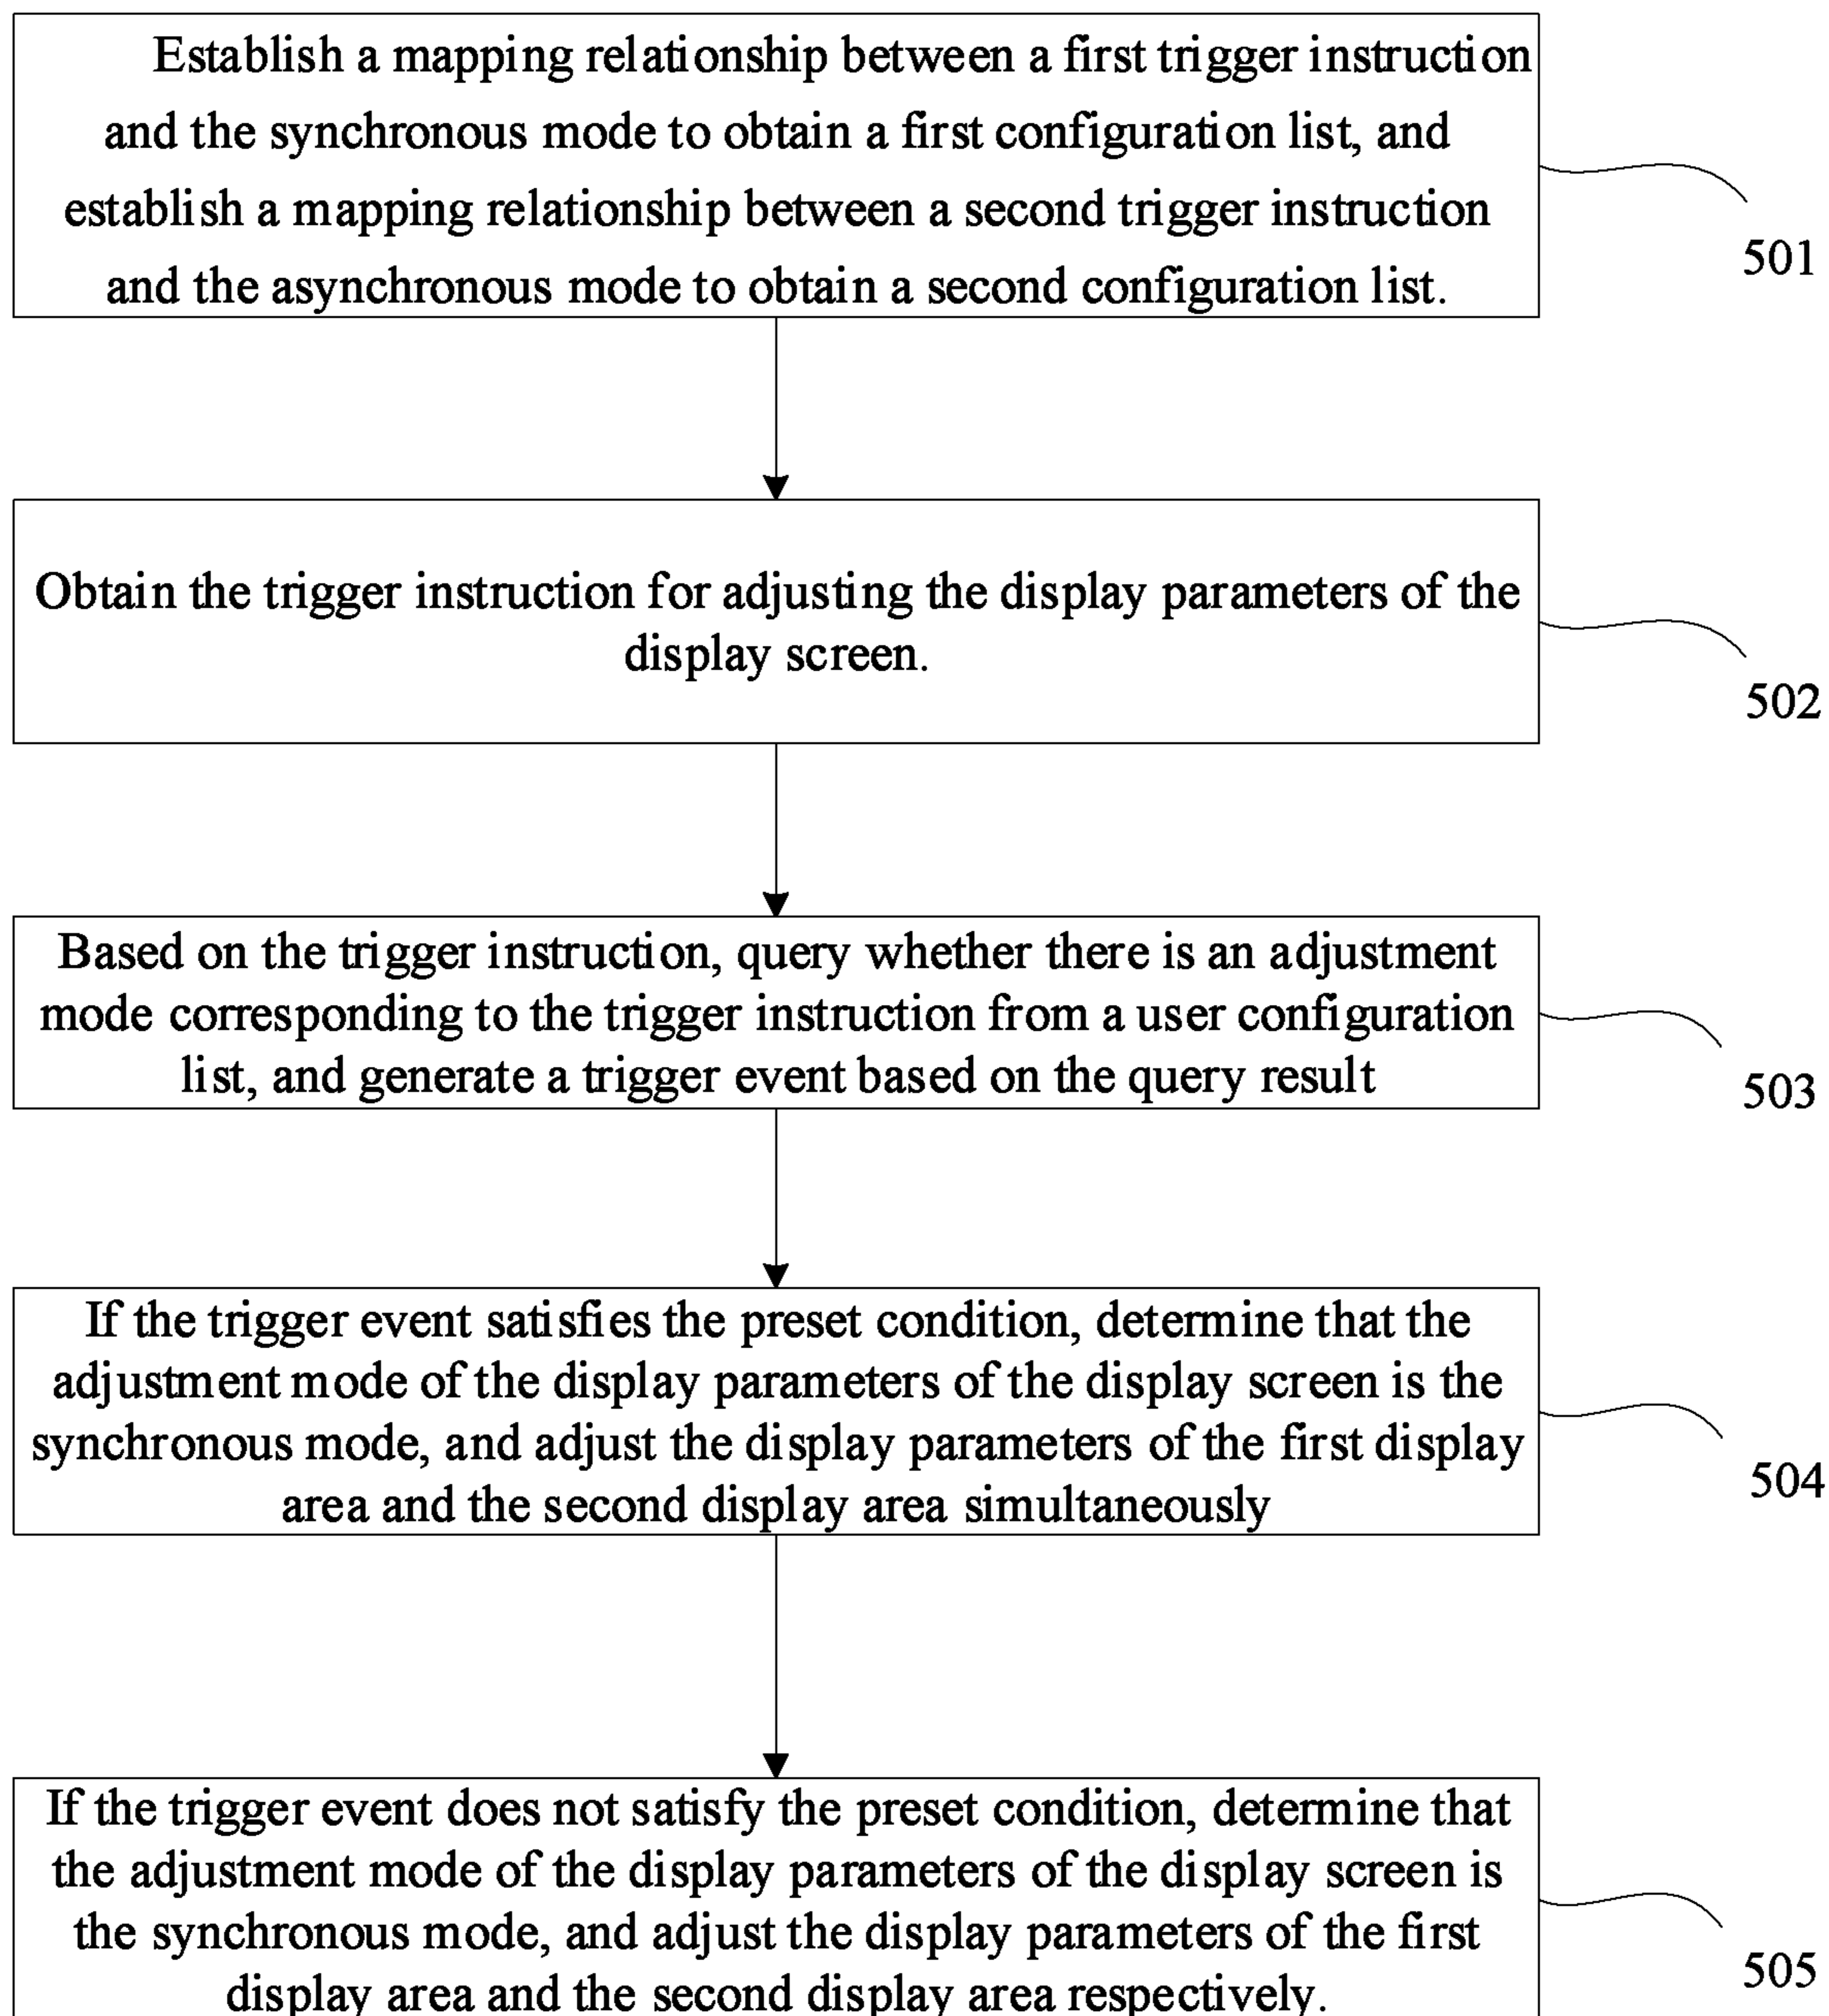 Establish a mapping relationship between a first trigger instruction
and the synchronous mode to obtain a first configuration list, and
establish a mapping relationship between a second trigger instruction
and the asynchronous mode to obtain a second configuration list.
501
Obtain the trigger instruction for adjusting the display parameters of the
display screen.
502
Based on the trigger instruction, query whether there is an adjustment
mode corresponding to the trigger instruction from a user configuration
list, and generate a trigger event based on the query result
503
If the trigger event satisfies the preset condition, determine that the
adjustment mode of the display parameters of the display screen is the
synchronous mode, and adjust the display parameters of the first display
area and the second display area simultaneously
504
If the trigger event does not satisfy the preset condition, determine that
the adjustment mode of the display parameters of the display screen is
the synchronous mode, and adjust the display parameters of the first
display area and the second display area respectively.
505